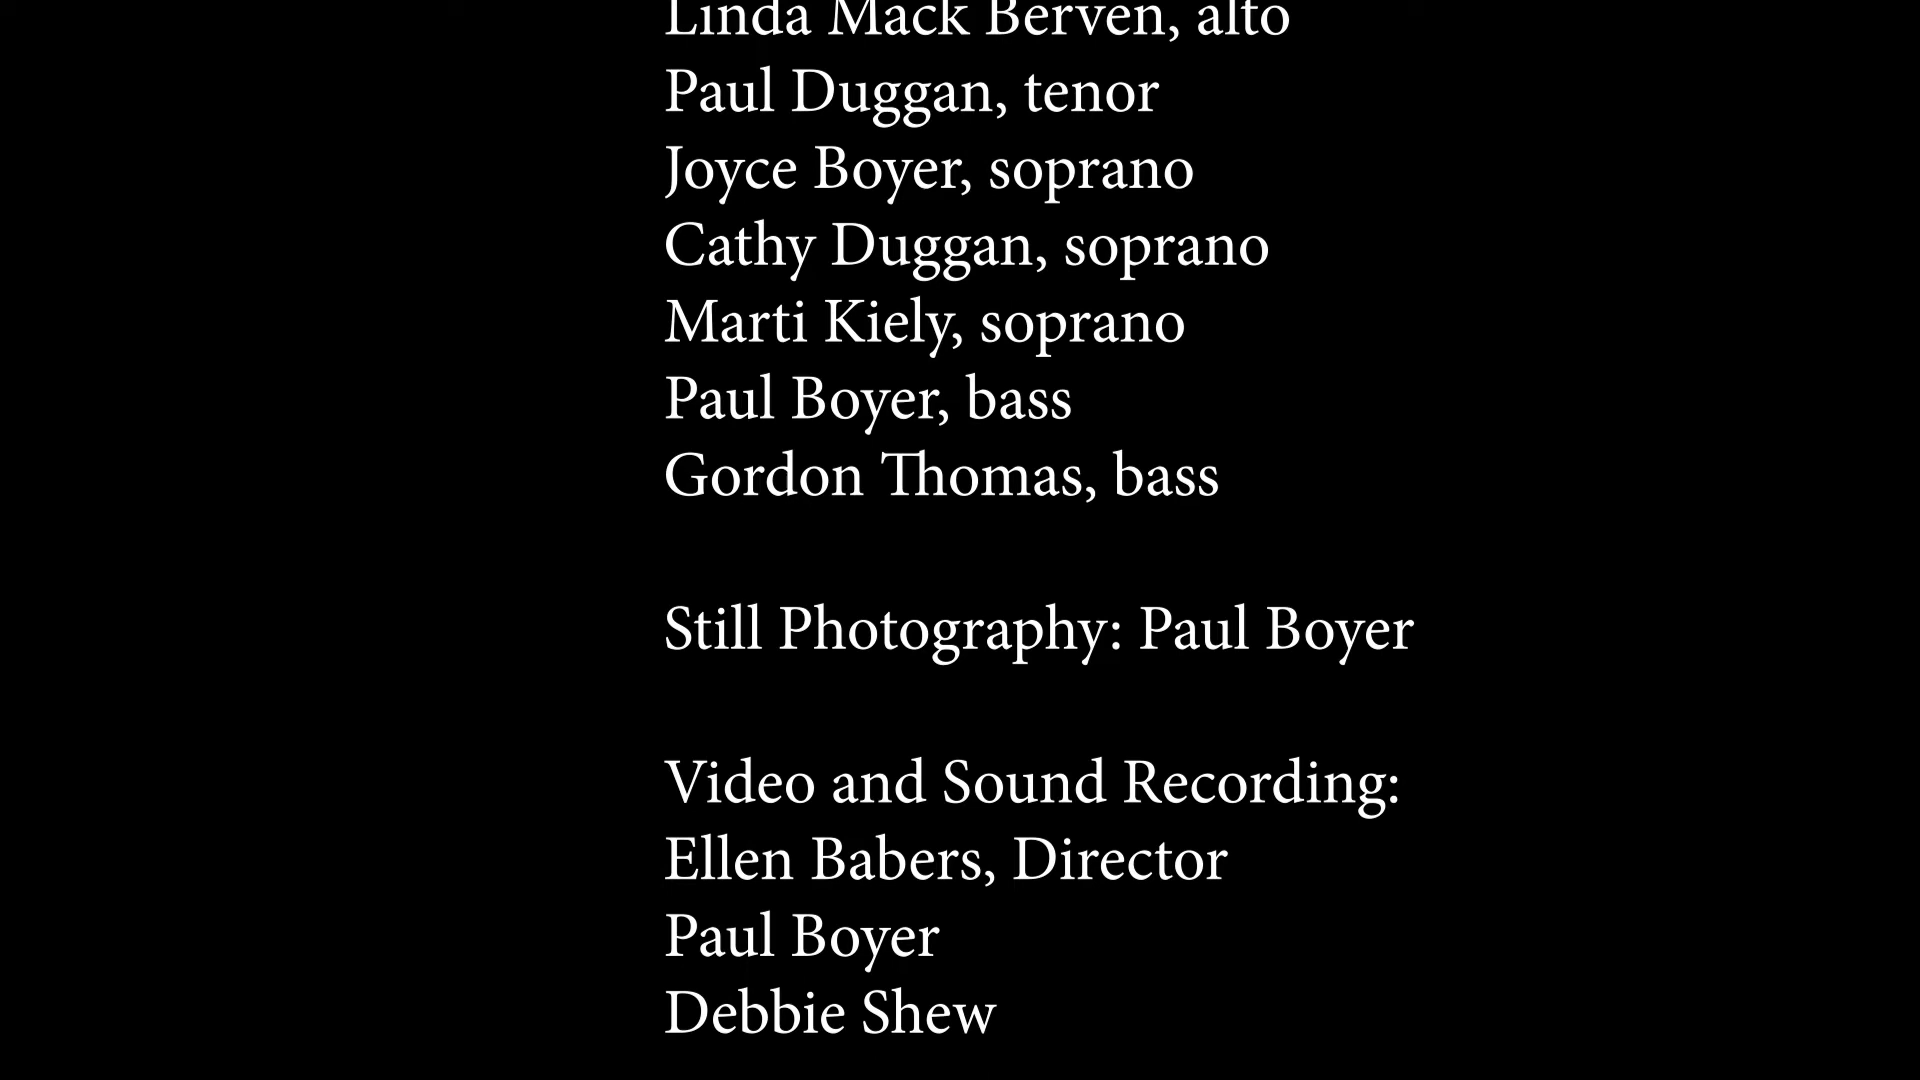 Linda Mack Berven, alto
Paul Duggan, tenor
Joyce Boyer, soprano
Cathy Duggan, soprano
Marti Kiely, soprano
Paul Boyer, bass
Gordon Thomas, bass
Still Photography: Paul Boyer
Video and Sound Recording:
Ellen Babers, Director
Paul Boyer
Debbie Shew